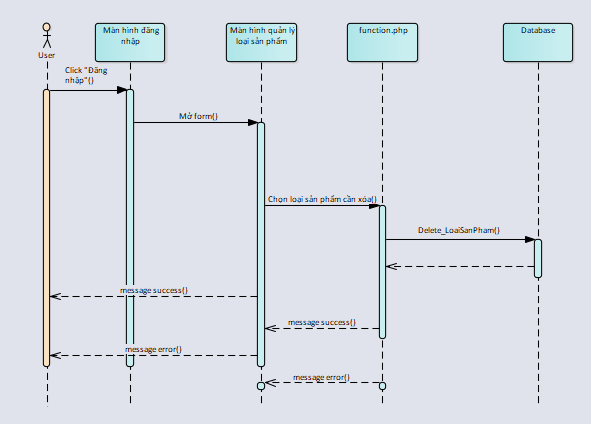 User
Màn hình đăng
nhập
Màn hình quản lý
loại sản phẩm
function.php
Database
Click "Đăng
nhập"()
Mở form()
Chọn loại sản phẩm cần xóa()
Delete_LoaiSanPham()
message success()
message success()
message error()
message error()